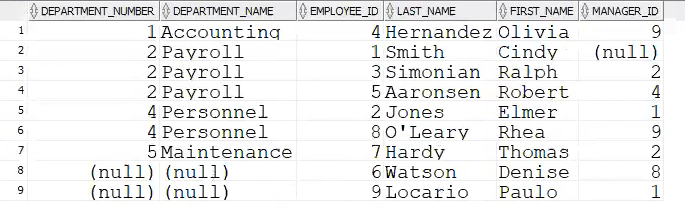 DEPARTMENT_NUMBER DEPARTMENT_NAME EMPLOYEE_ID LAST_NAME FIRST_NAME MANAGER_ID
1 1 Accounting 4 Hernandez Olivia 9
2 2 Payroll 1 Smith Cindy (null)
3 2 Payroll 3 Simonian Ralph 2
4 2 Payroll 5 Aaronsen Robert 4
5 4 Personnel 2 Jones Elmer 1
6 4 Personnel 8 O'Leary Rhea 9
7 5 Maintenance 7 Hardy Thomas 2
8 (null) (null) 6 Watson Denise 8
9 (null) (null) 9 Locario Paulo 1